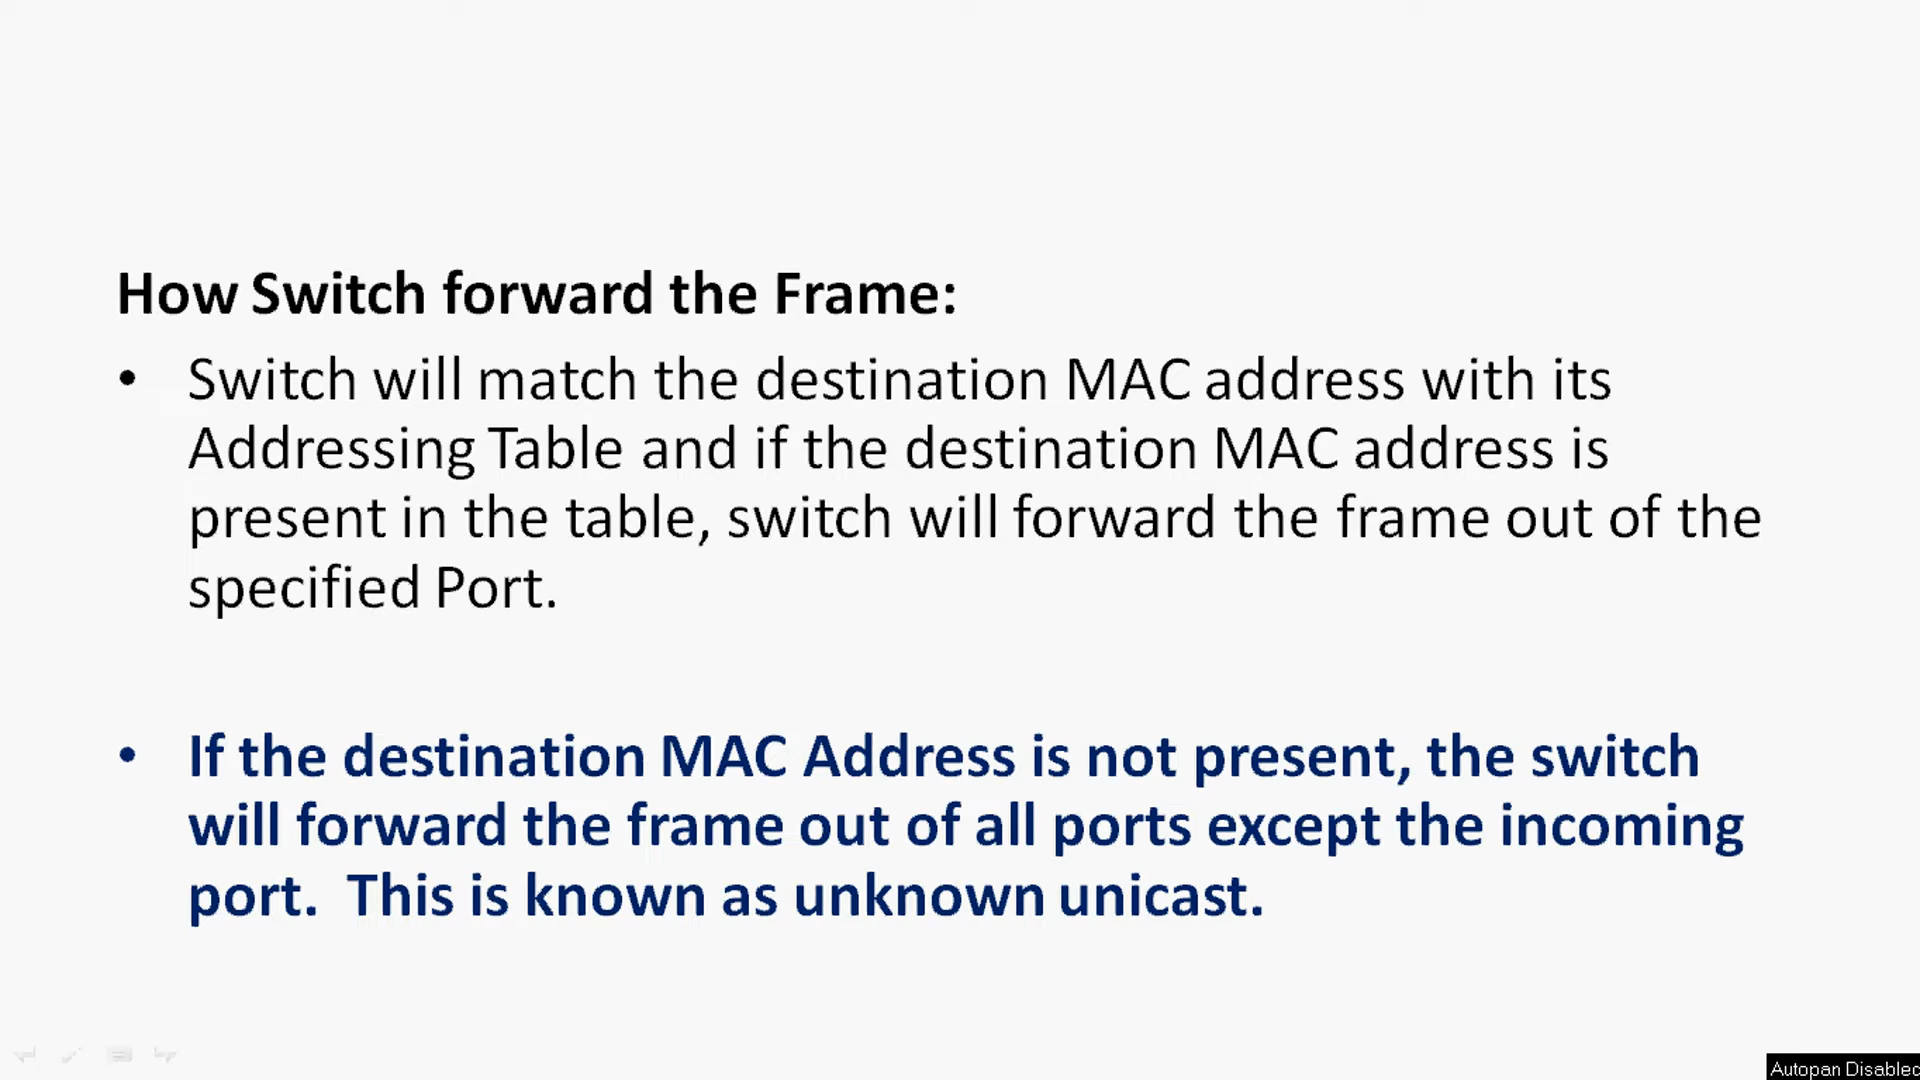 How Switch forward the Frame:
• Switch will match the destination MAC address with its
Addressing Table and if the destination MAC address is
present in the table, switch will forward the frame out of the
specified Port.
• If the destination MAC Address is not present, the switch
will forward the frame out of all ports except the incoming
port.  This is known as unknown unicast.
Autopan Disabled